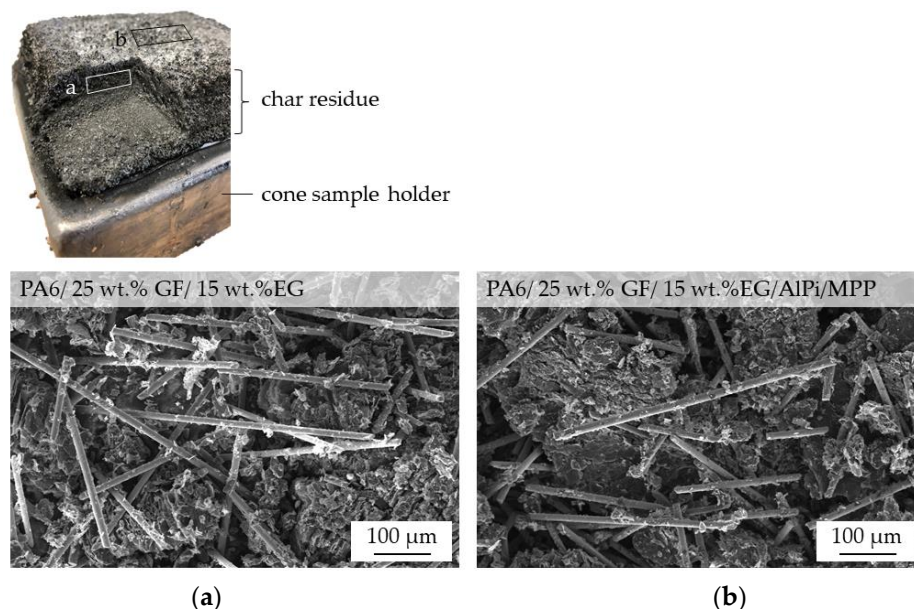 b
a
char residue
cone sample holder
PA6/ 25 wt.% GF/ 15 wt.%EG
PA6/ 25 wt.% GF/ 15 wt.%EG/AlPi/MPP
100 µm
100 µm
(a)
(b)